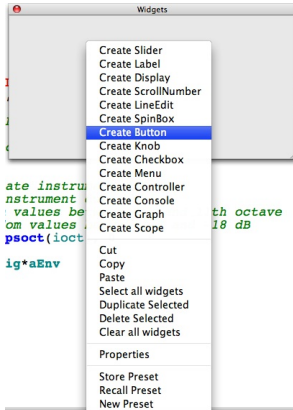 Widgets
Create Slider
Create Label
Create Display
Create ScrollNumber
Create LineEdit
Create SpinBox
Create Button
Create Knob
Create Checkbox
Create Menu
Create Controller
Create Console
Create Graph
Create Scope
Cut
Copy
Paste
Select all widgets
Duplicate Selected
Delete Selected
Clear all widgets
Properties
Store Preset
Recall Preset
New Preset
ate instru
nstrument
values be th octave
om values 18 dB
psoct(ioct
ig*aEnv